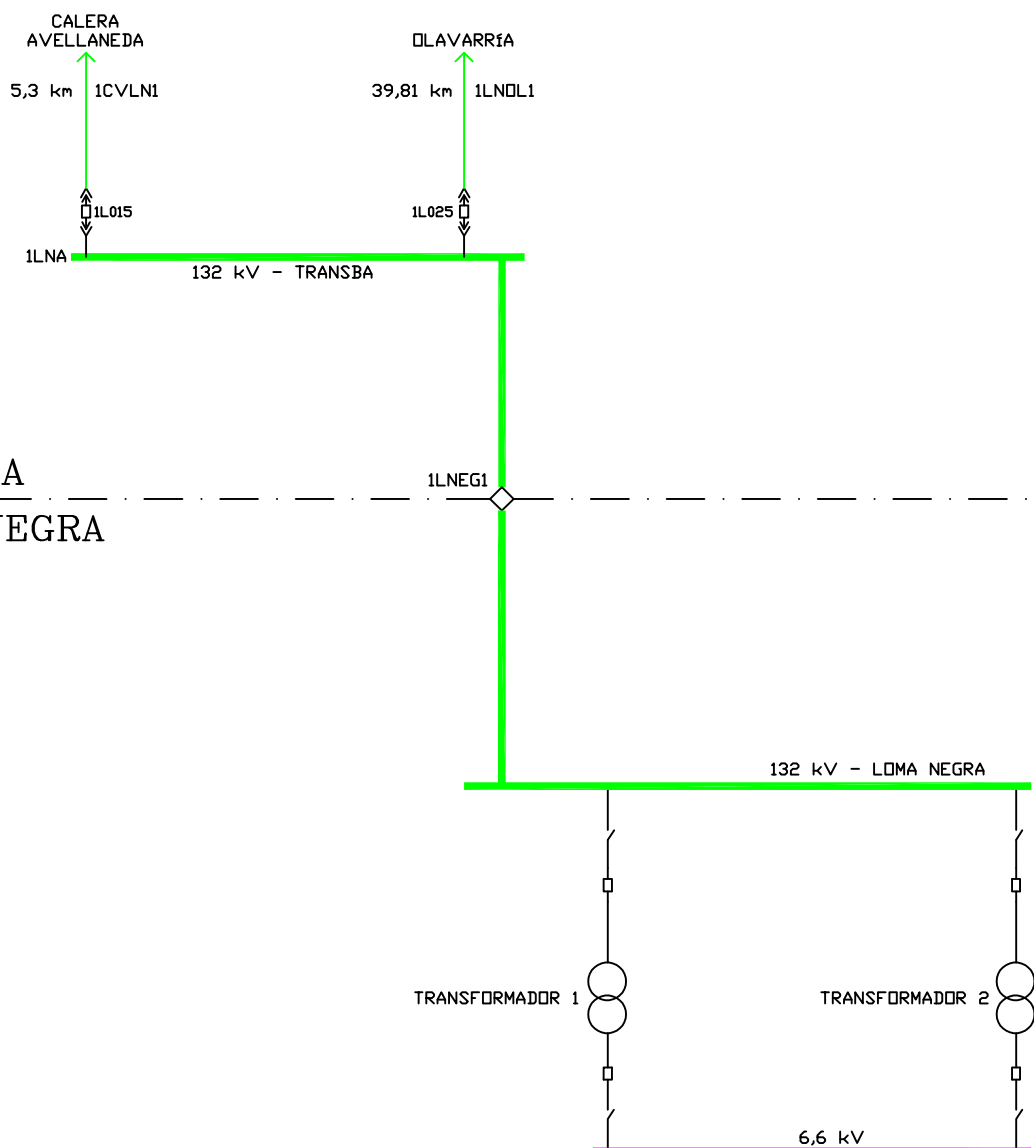 CALERA
AVELLANEDA
OLAVARRíA
5,3 km 1CVLN1
39,81 km 1LNOL1
1L015
1L025
1LNA
132 kV - TRANSBA
A
1LNEG1
NEGRA
132 kV - LOMA NEGRA
TRANSFORMADOR 1
TRANSFORMADOR 2
6,6 kV